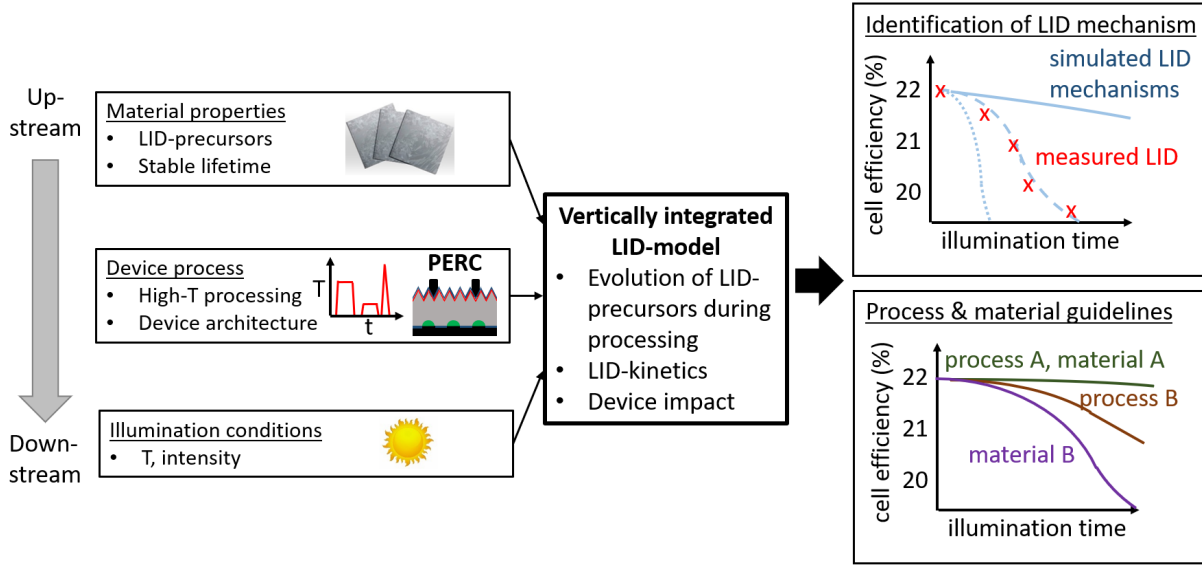 Up-
stream
Down-
stream
Material properties
• LID-precursors
• Stable lifetime
Device process
• High-T processing
• Device architecture
T
t
PERC
Illumination conditions
• T, intensity
Vertically integrated
LID-model
• Evolution of LID-
precursors during
processing
• LID-kinetics
• Device impact
Identification of LID mechanism
cell efficiency (%)
22
21
20
simulated LID
mechanisms
x
x
x
x
x
measured LID
illumination time
Process & material guidelines
cell efficiency (%)
22
21
20
process A, material A
process B
material B
illumination time